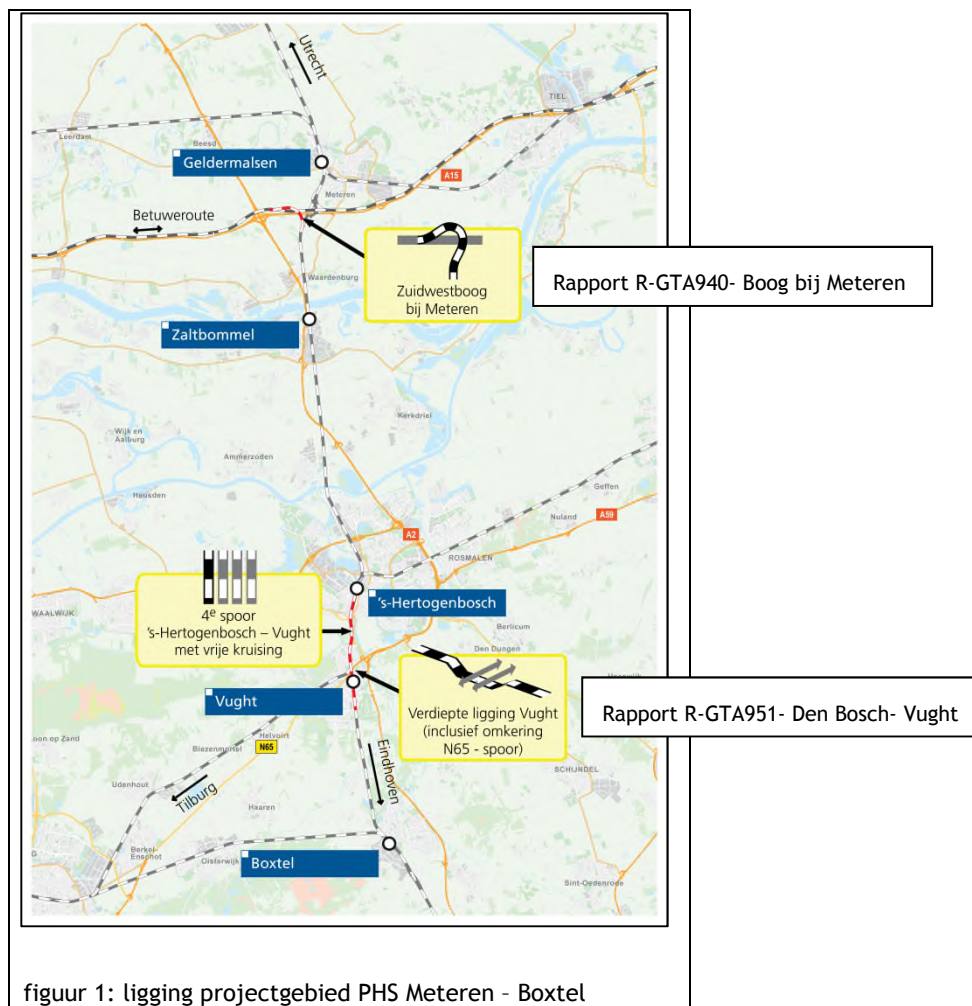 Utrecht
TIEL
Leerdam
Beesd
Geldermalsen
A15
Meteren
Betuweroute
Waardenburg
Zuidwestboog
bij Meteren
Rapport R-GTA940- Boog bij Meteren
Zaltbommel
Kerkdriel
Wijk en
Aalburg
Ammerzoden
Heusden
Geffen
Nuland
A59
A2
ROSMALEN
4e spoor
's-Hertogenbosch – Vught
met vrije kruising
's-Hertogenbosch
WAALWIJK
Berlicum
Den Dungen
Vught
Verdiepte ligging Vught
(inclusief omkering
N65 - spoor)
Rapport R-GTA951- Den Bosch- Vught
oon op Zand
Helvoirt
Biezenmortel
N65
Eindhoven
Udenhout
Tilburg
SCHIJNDEL
Haaren
Berkel-
Enschot
Oisterwijk
Boxtel
Sint-Oedenrode
figuur 1: ligging projectgebied PHS Meteren – Boxtel